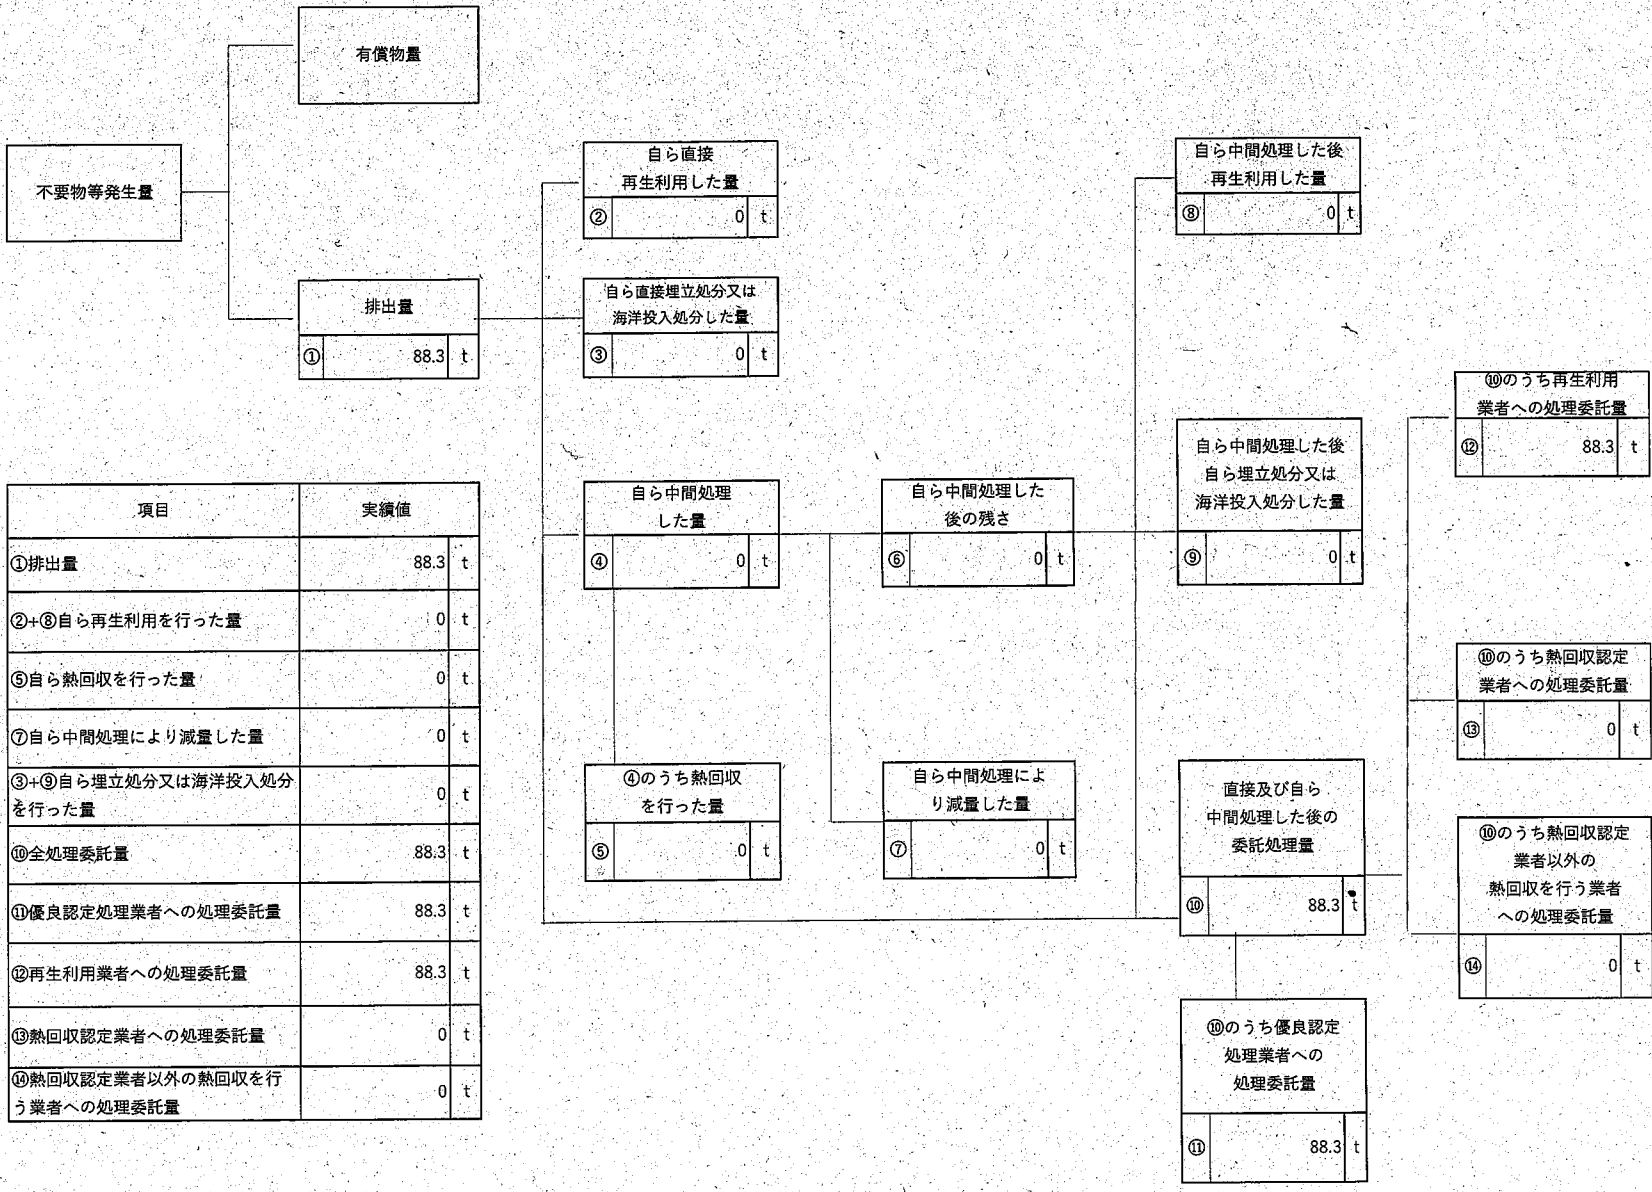 有償物量
不要物等発生量
排出量
① 88.3 t
自ら直接
再生利用した量
② 0 t
自ら直接埋立処分又は
海洋投入処分した量
③ 0 t
自ら中間処理
した量
④ 0 t
④のうち熱回収
を行った量
⑤ 0 t
自ら中間処理した
後の残さ
⑥ 0 t
自ら中間処理によ
り減量した量
⑦ 0 t
自ら中間処理した後
再生利用した量
⑧ 0 t
自ら中間処理した後
自ら埋立処分又は
海洋投入処分した量
⑨ 0 t
直接及び自ら
中間処理した後の
委託処理量
⑩ 88.3 t
⑩のうち優良認定
処理業者への
処理委託量
⑪ 88.3 t
⑩のうち再生利用
業者への処理委託量
⑫ 88.3 t
⑩のうち熱回収認定
業者への処理委託量
⑬ 0 t
⑩のうち熱回収認定
業者以外の
熱回収を行う業者
への処理委託量
⑭ 0 t
項目 実績値
①排出量 88.3 t
②+⑧自ら再生利用を行った量 0 t
⑤自ら熱回収を行った量 0 t
⑦自ら中間処理により減量した量 0 t
③+⑨自ら埋立処分又は海洋投入処分
を行った量 0 t
⑩全処理委託量 88.3 t
⑪優良認定処理業者への処理委託量 88.3 t
⑫再生利用業者への処理委託量 88.3 t
⑬熱回収認定業者への処理委託量 0 t
⑭熱回収認定業者以外の熱回収を行
う業者への処理委託量 0 t